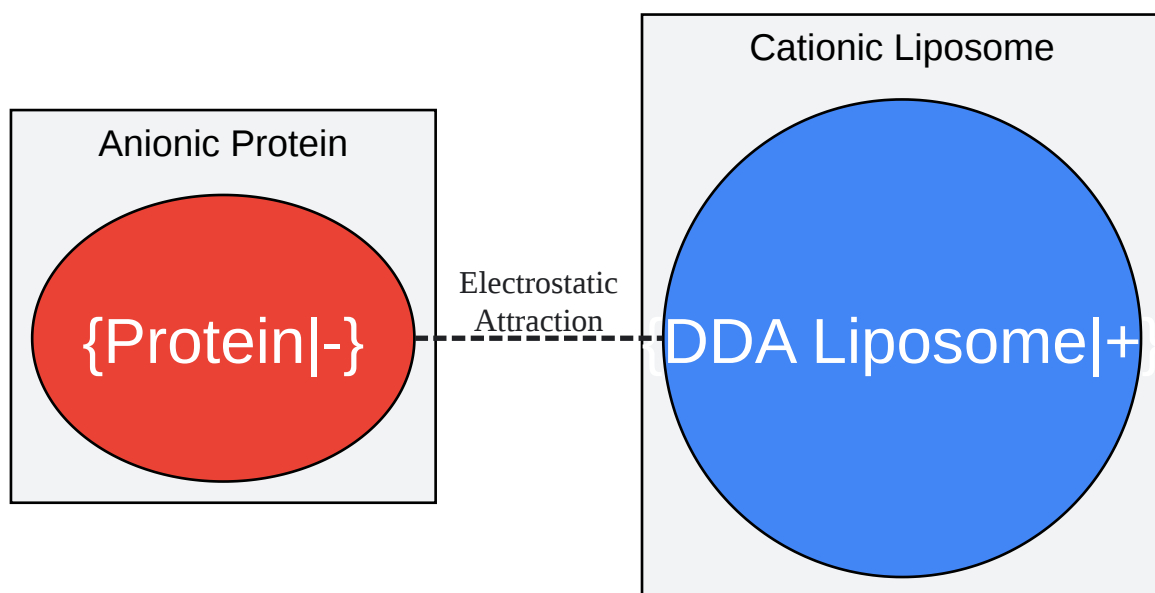 Cationic Liposome
Anionic Protein
Electrostatic
Attraction
{Protein|-}
{DDA Liposome|+}